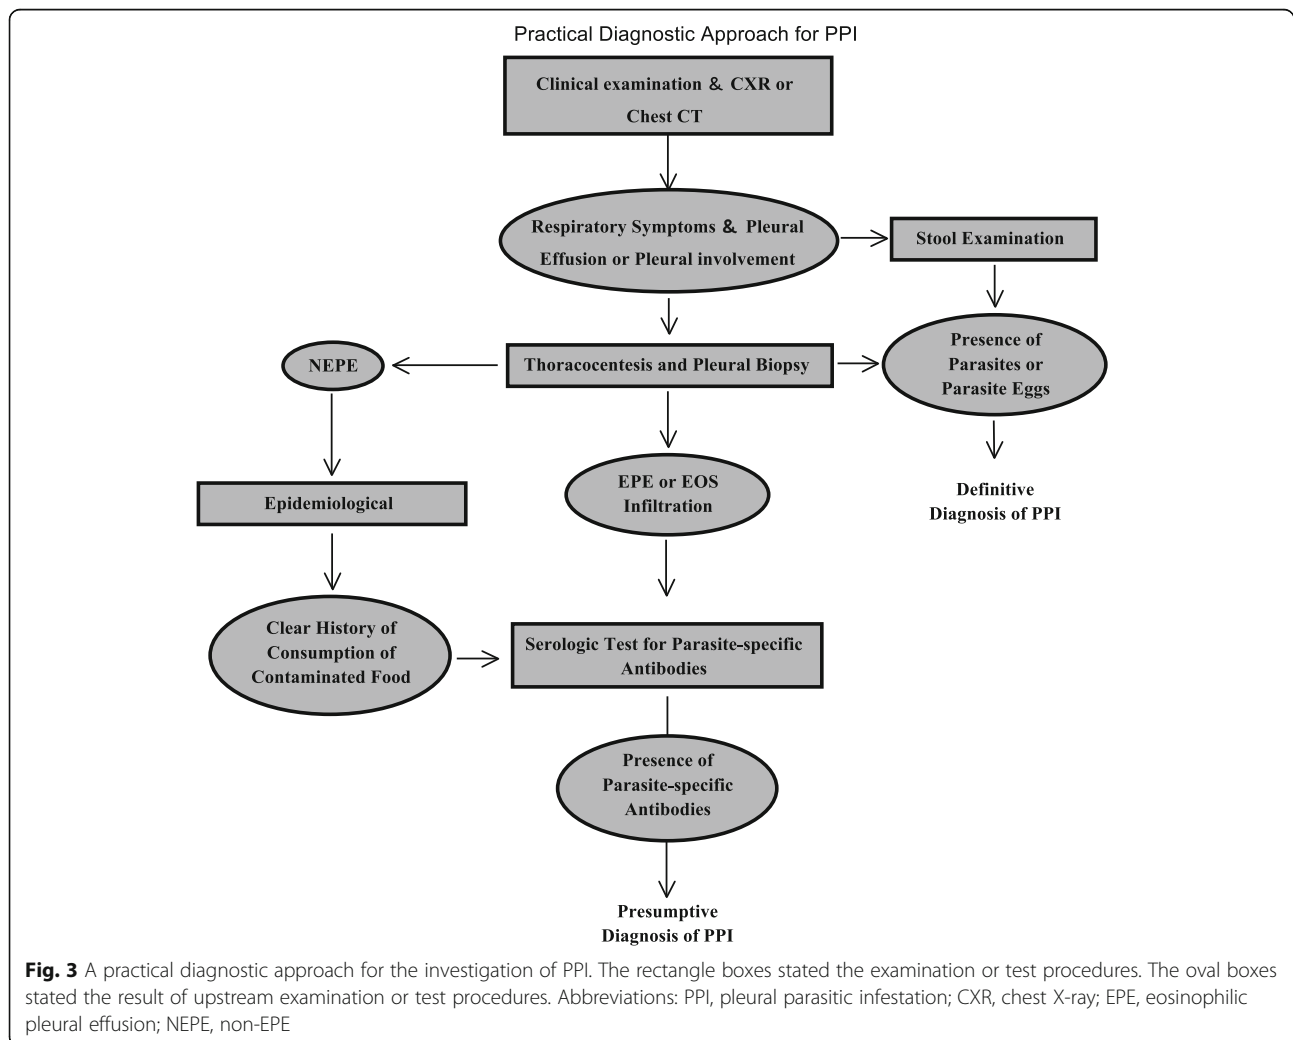 Practical Diagnostic Approach for PPI
Clinical examination & CXR or
Chest CT
Respiratory Symptoms & Pleural
Effusion or Pleural involvement
Stool Examination
Presence of
Parasites or
Parasite Eggs
Definitive
Diagnosis of PPI
Thoracocentesis and Pleural Biopsy
NEPE
Epidemiological
Clear History of
Consumption of
Contaminated Food
EPE or EOS
Infiltration
Serologic Test for Parasite-specific
Antibodies
Presence of
Parasite-specific
Antibodies
Presumptive
Diagnosis of PPI
Fig. 3 A practical diagnostic approach for the investigation of PPI. The rectangle boxes stated the examination or test procedures. The oval boxes
stated the result of upstream examination or test procedures. Abbreviations: PPI, pleural parasitic infestation; CXR, chest X-ray; EPE, eosinophilic
pleural effusion; NEPE, non-EPE